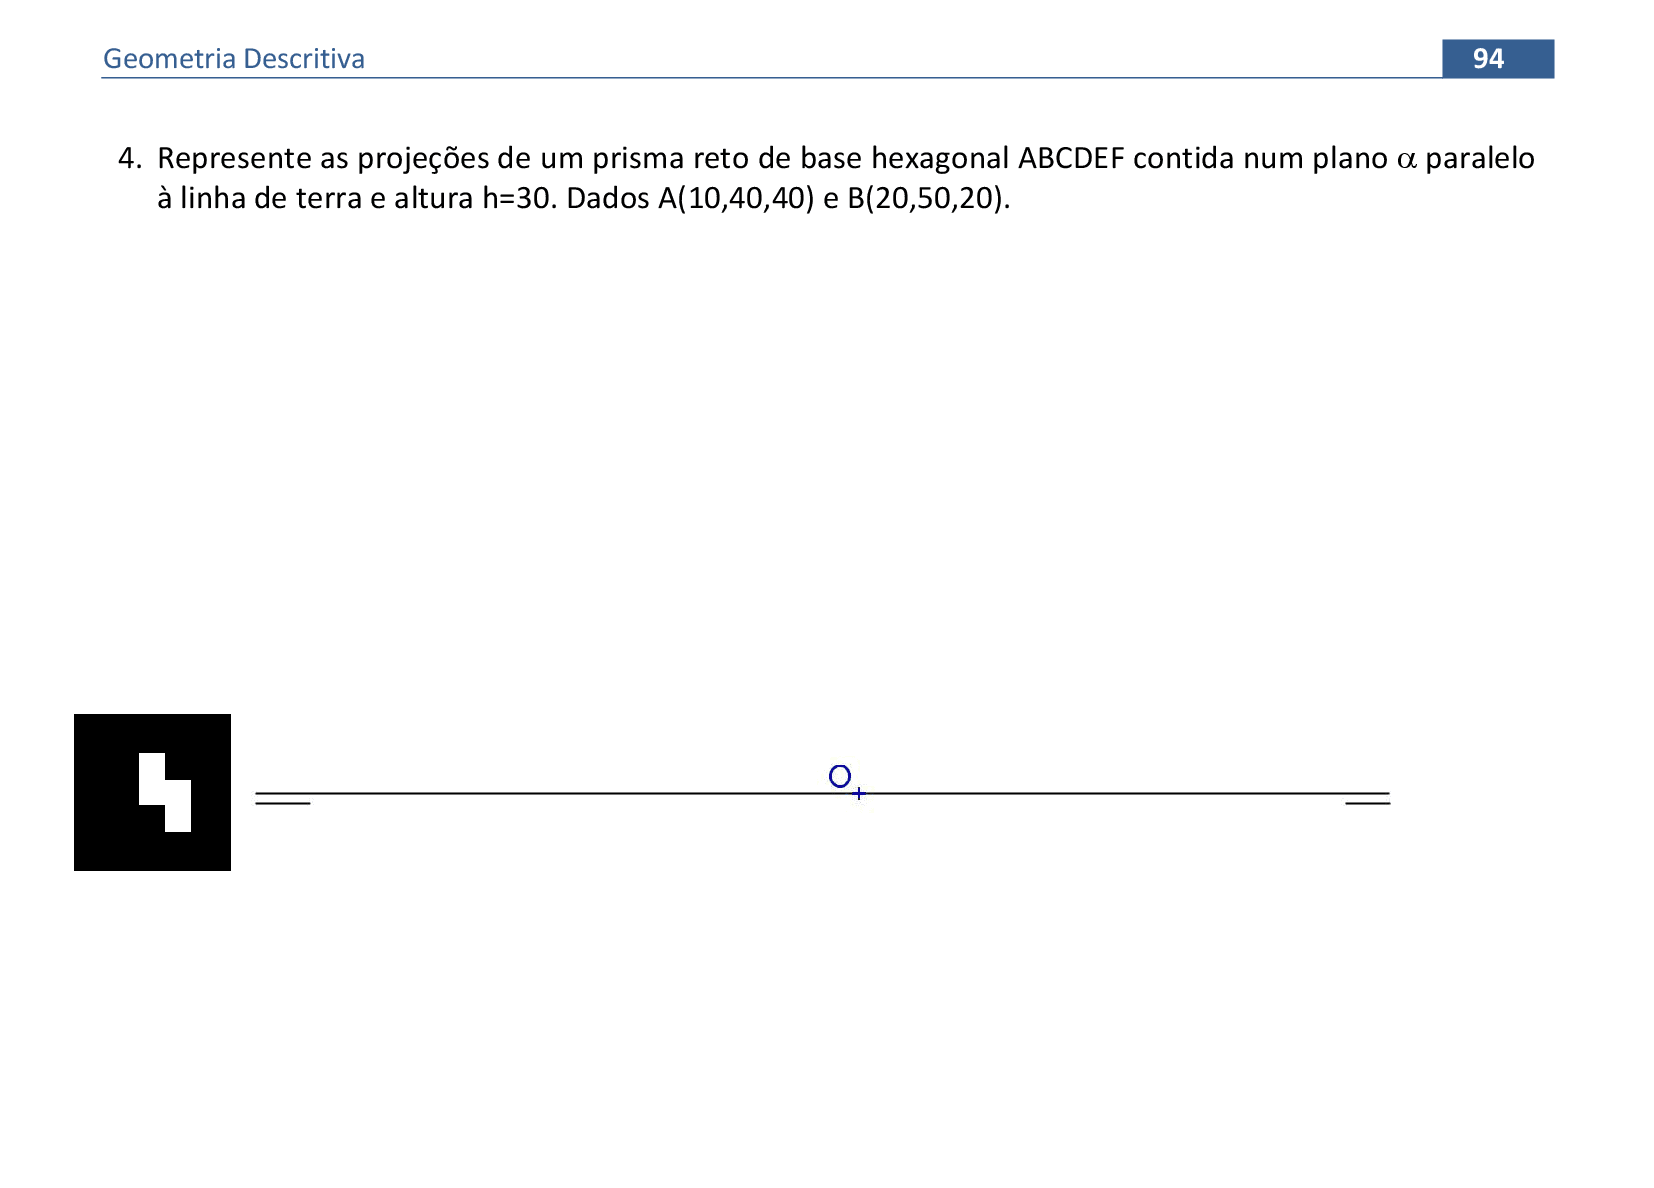 Geometria Descritiva 94
4. Represente as projeções de um prisma reto de base hexagonal ABCDEF contida num plano α paralelo
à linha de terra e altura h=30. Dados A(10,40,40) e B(20,50,20).
O